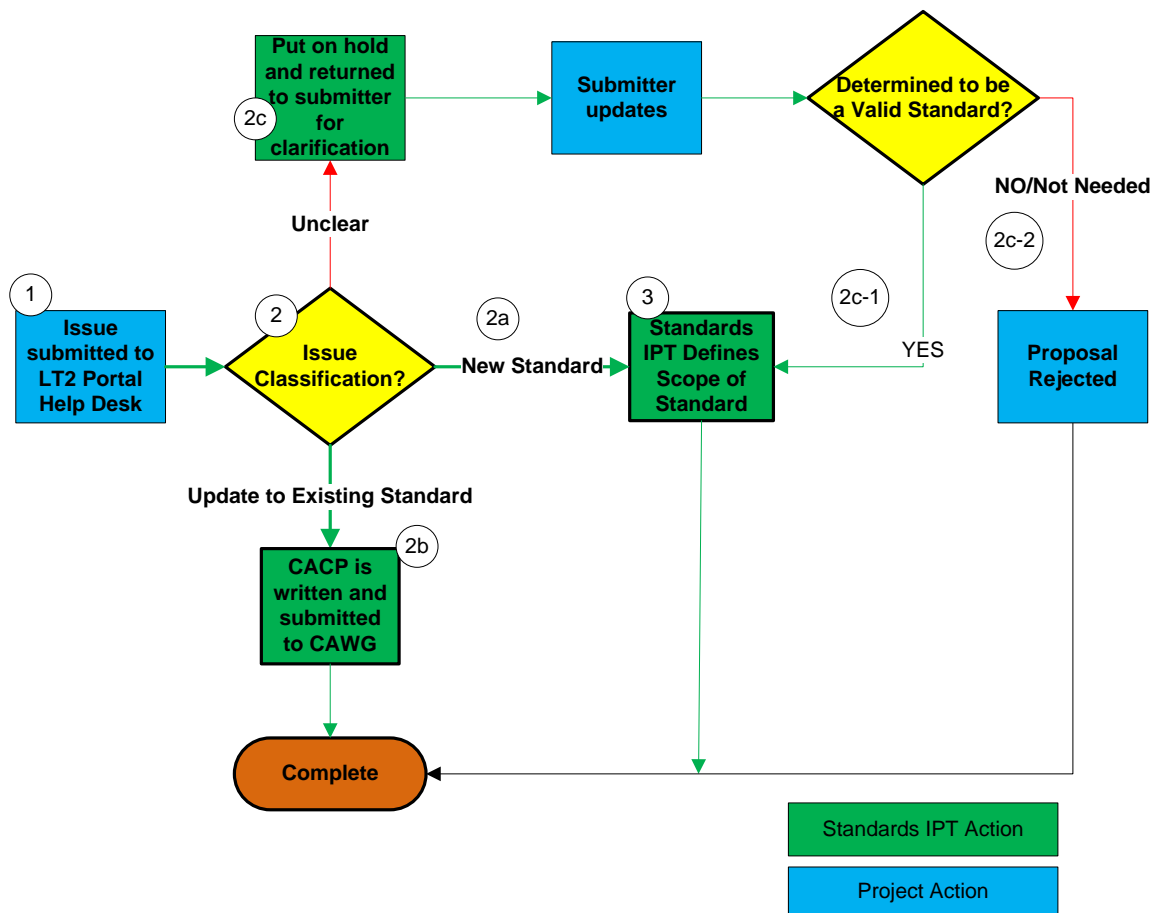 Put on hold
and returned
to submitter
for
clarification
2c
Submitter
updates
Determined to be
a Valid Standard?
Unclear
NO/Not Needed
2c-2
2c-1
YES
1
Issue
submitted to
LT2 Portal
Help Desk
2
Issue
Classification?
2a
New Standard
3
Standards
IPT Defines
Scope of
Standard
Proposal
Rejected
Update to Existing Standard
2b
CACP is
written and
submitted
to CAWG
Complete
Standards IPT Action
Project Action